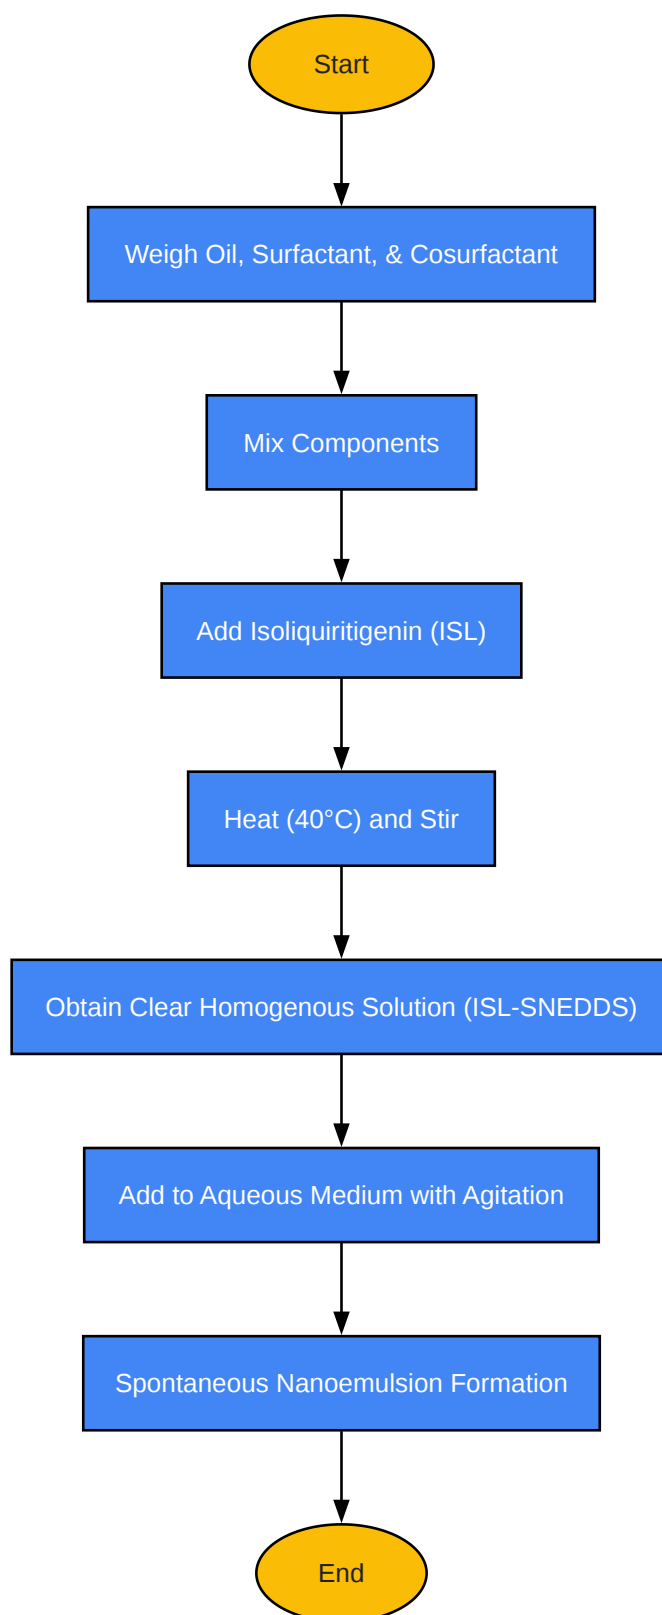 Start
Weigh Oil, Surfactant, & Cosurfactant
Mix Components
Add Isoliquiritigenin (ISL)
Heat (40°C) and Stir
Obtain Clear Homogenous Solution (ISL-SNEDDS)
Add to Aqueous Medium with Agitation
Spontaneous Nanoemulsion Formation
End